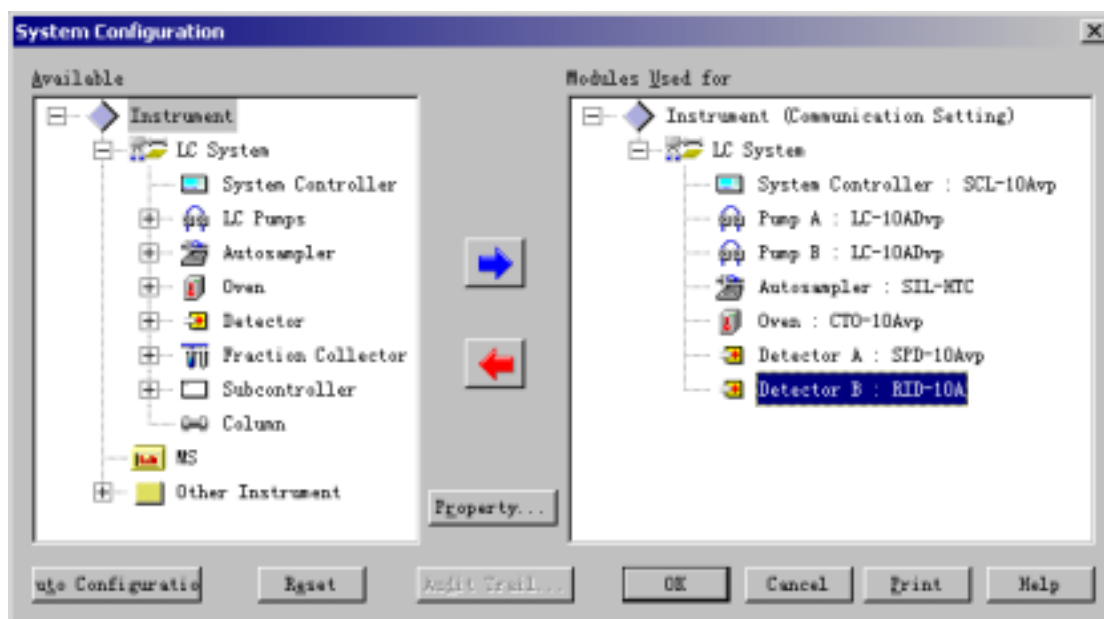 System Configuration
Available
Instrument
LC System
System Controller
LC Pumps
Autosampler
Oven
Detector
Fraction Collector
Subcontroller
Column
MS
Other Instrument
Property...
Modules Used for
Instrument (Communication Setting)
LC System
System Controller : SCL-10Avp
Pump A : LC-10ADvp
Pump B : LC-10ADvp
Autosampler : SIL-HTC
Oven : CTO-10Avp
Detector A : SPD-10Avp
Detector B : RID-10A
uto Configuratio
Reset
Audit Trail...
OK
Cancel
Print
Help